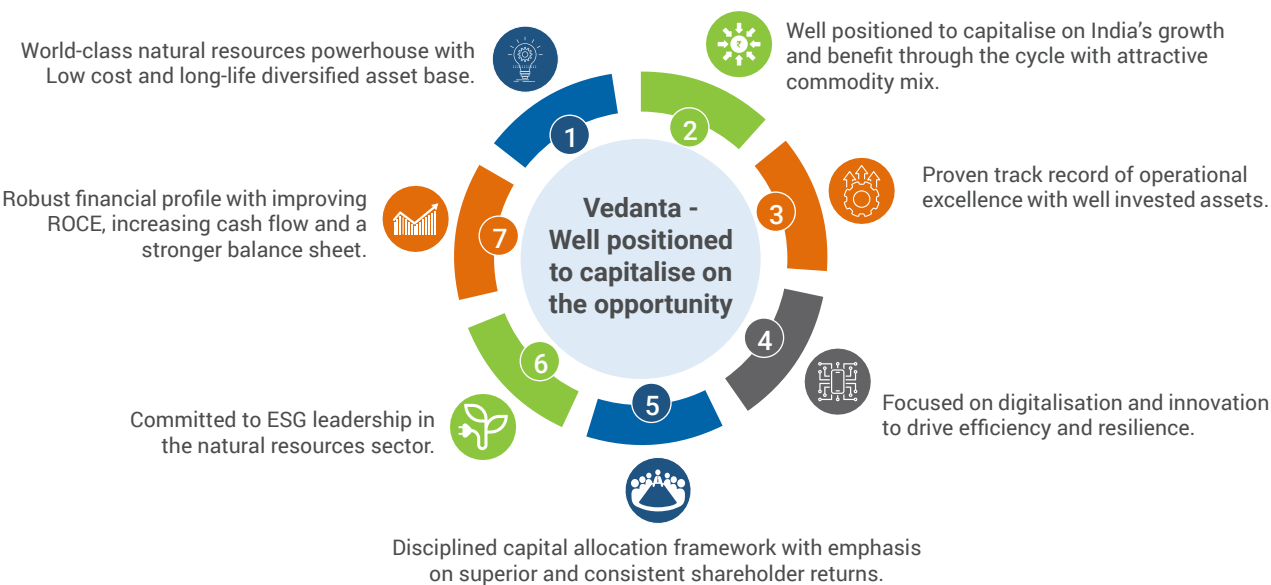 World-class natural resources powerhouse with
Low cost and long-life diversified asset base.
1
Well positioned to capitalise on India's growth
and benefit through the cycle with attractive
commodity mix.
2
Proven track record of operational
excellence with well invested assets.
3
Focused on digitalisation and innovation
to drive efficiency and resilience.
4
Disciplined capital allocation framework with emphasis
on superior and consistent shareholder returns.
5
Committed to ESG leadership in
the natural resources sector.
6
Robust financial profile with improving
ROCE, increasing cash flow and a
stronger balance sheet.
7
Vedanta -
Well positioned
to capitalise on
the opportunity
₹